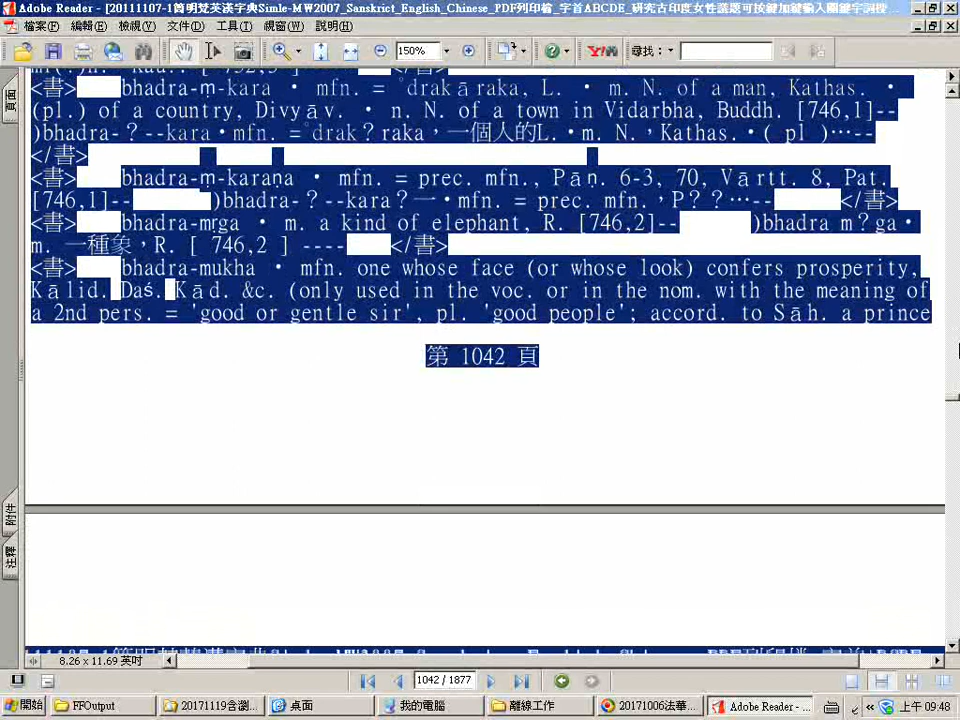 Adobe Reader - [20111107-1簡明梵英漢字典Simle-MW2007_Sanskrict_English_Chinese_PDF列印檔_字首ABCDE_研究古印度女性議題可按鍵加鍵輸入關鍵字詞按
檔案(F) 編輯(E) 檢視(V) 文件(D) 工具(T) 視窗(W) 說明(H)
150% 尋找：
頁面
<書> bhadra-ṃ-kara • mfn. = °drakāraka, L. • m. N. of a man, Kathas. •
(pl.) of a country, Divyāv. • n. N. of a town in Vidarbha, Buddh. [746,1]--
)bhadra-？--kara•mfn. =°drak？raka，一個人的L.•m. N.，Kathas.•( pl )…--
</書>
<書> bhadra-ṃ-karaṇa • mfn. = prec. mfn., Pāṇ. 6-3, 70, Vārtt. 8, Pat.
[746,1]-- )bhadra-？--kara？一•mfn. = prec. mfn.，P？？…-- </書>
<書> bhadra-mṛga • m. a kind of elephant, R. [746,2]-- )bhadra m？ga•
m. 一種象，R. [ 746,2 ] ---- </書>
<書> bhadra-mukha • mfn. one whose face (or whose look) confers prosperity,
Kālid. Daś. Kād. &c. (only used in the voc. or in the nom. with the meaning of
a 2nd pers. = 'good or gentle sir', pl. 'good people'; accord. to Sāh. a prince
第 1042 頁
附件
注釋
8.26 x 11.69 英吋
1042 / 1877
開始 FFOutput 20171119含瀏... 桌面 我的電腦 離線工作 20171006法華... Adobe Reader - [... 上午 09:48